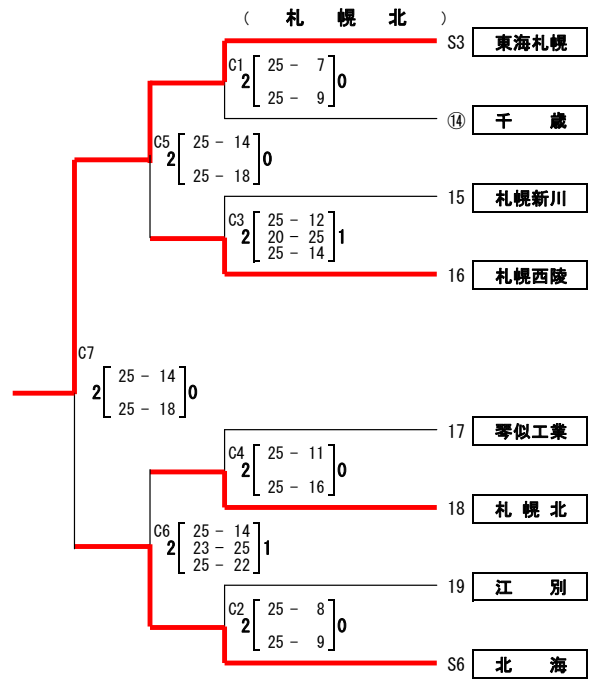 （ 札 幌 北 ）
S3 東海札幌
C1
2 25 - 7 0
25 - 9
⑭ 千 歳
C5
2 25 - 14 0
25 - 18
15 札幌新川
C3
2 25 - 12 1
20 - 25
25 - 14
16 札幌西陵
C7
2 25 - 14 0
25 - 18
17 琴似工業
C4
2 25 - 11 0
25 - 16
18 札 幌 北
C6
2 25 - 14 1
23 - 25
25 - 22
19 江 別
C2
2 25 - 8 0
25 - 9
S6 北 海